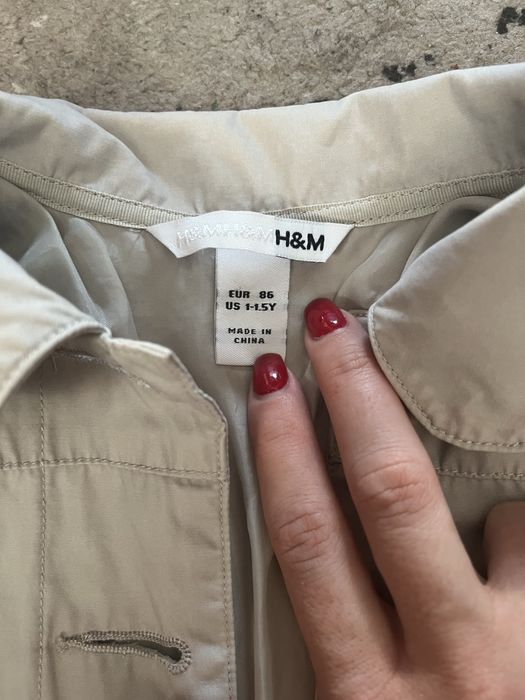 H&M H&M H&M
EUR 86
US 1-1.5Y
MADE IN
CHINA